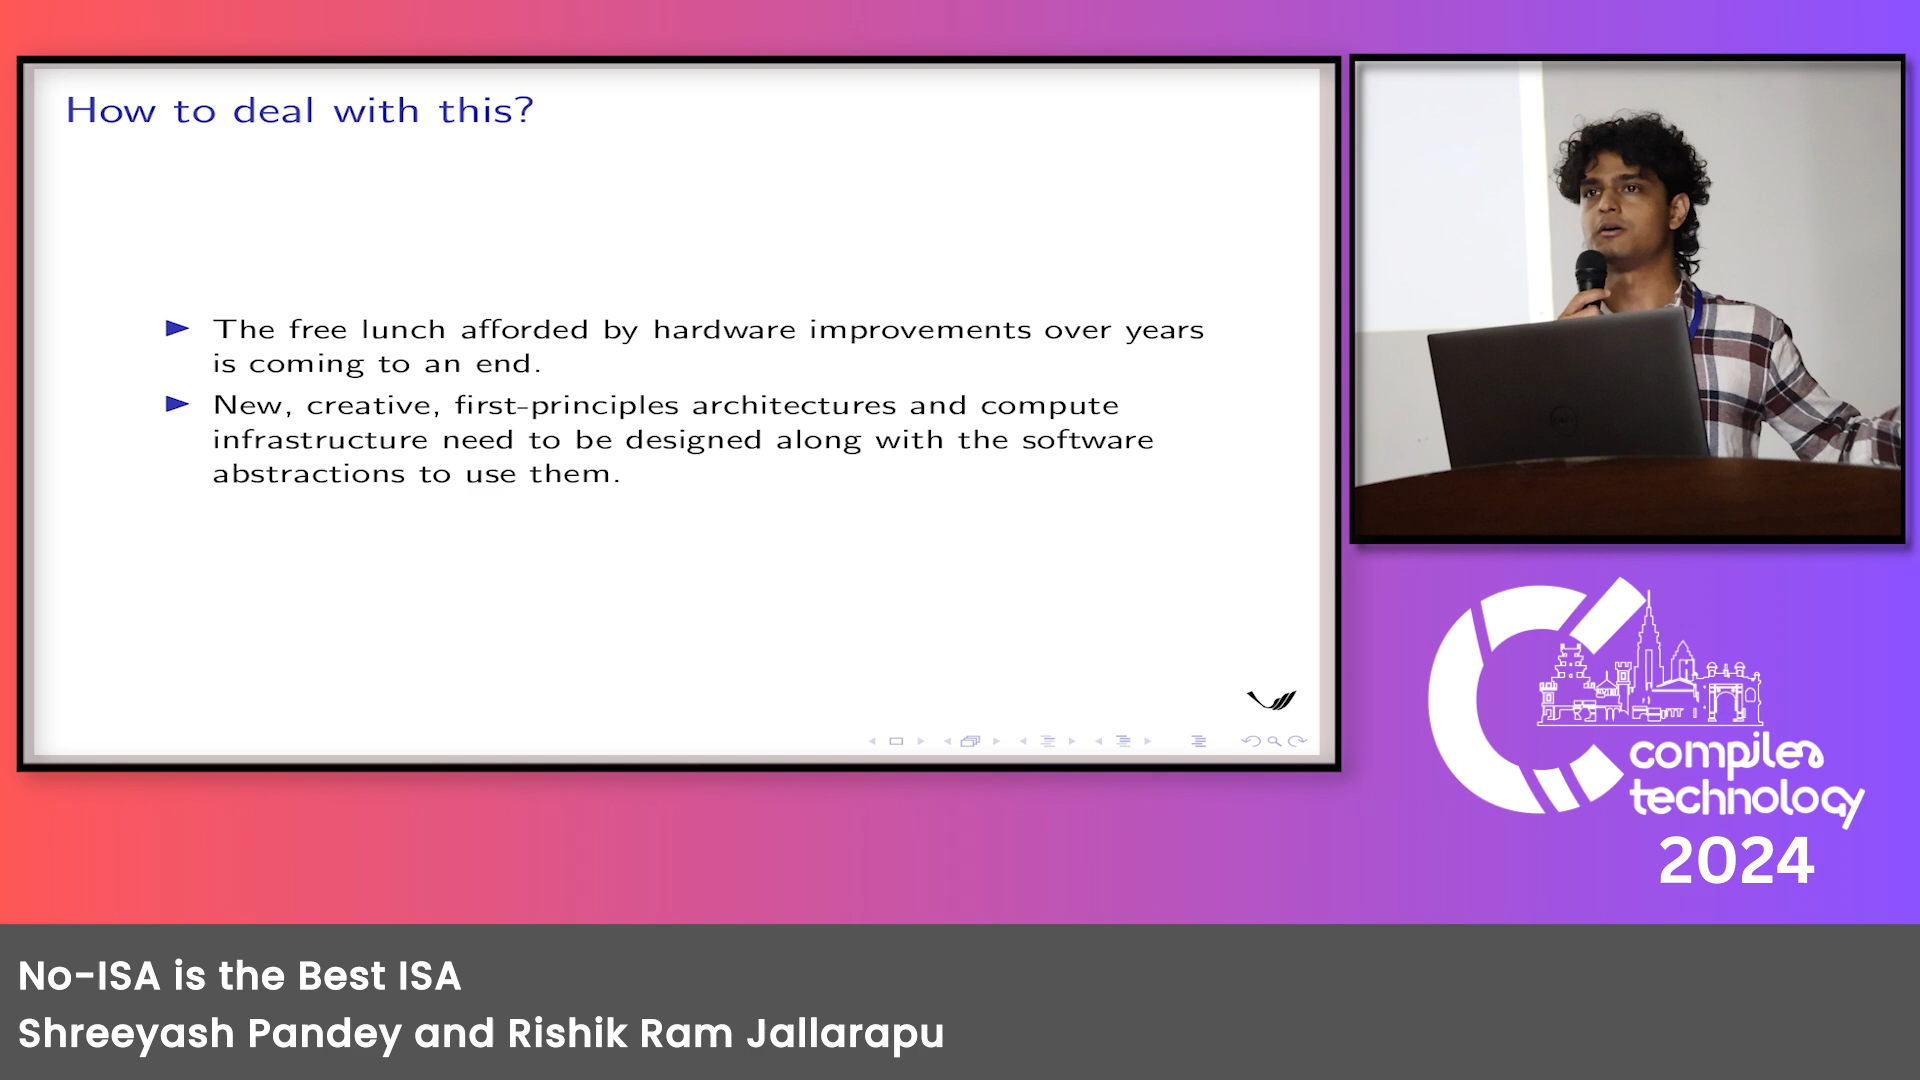 How to deal with this?
The free lunch afforded by hardware improvements over years
is coming to an end.
New, creative, first-principles architectures and compute
infrastructure need to be designed along with the software
abstractions to use them.
compiler
technology
2024
No-ISA is the Best ISA
Shreeyash Pandey and Rishik Ram Jallarapu